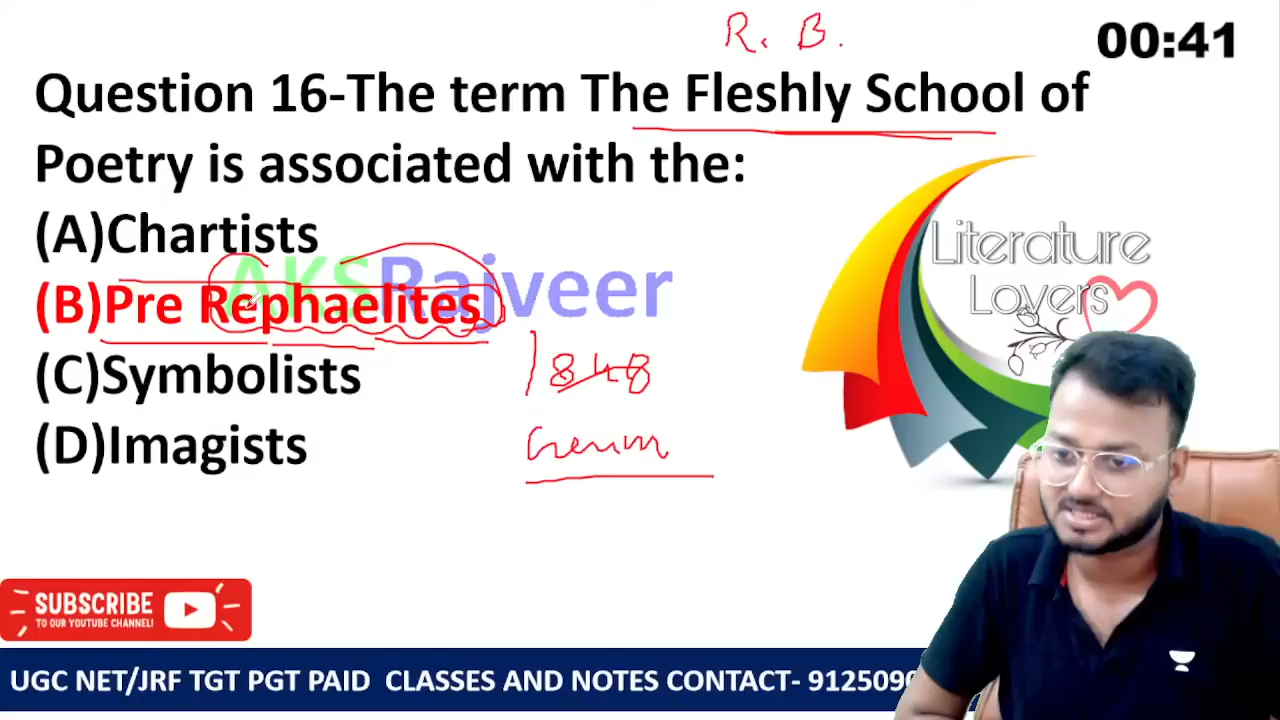 R. B.
00:41
Question 16-The term The Fleshly School of
Poetry is associated with the:
(A)Chartists
(B)Pre Rephaelites
AKSRajveer
(C)Symbolists
1848
(D)Imagists
Literature
Lovers
SUBSCRIBE
TO OUR YOUTUBE CHANNEL!
UGC NET/JRF TGT PGT PAID CLASSES AND NOTES CONTACT- 912509